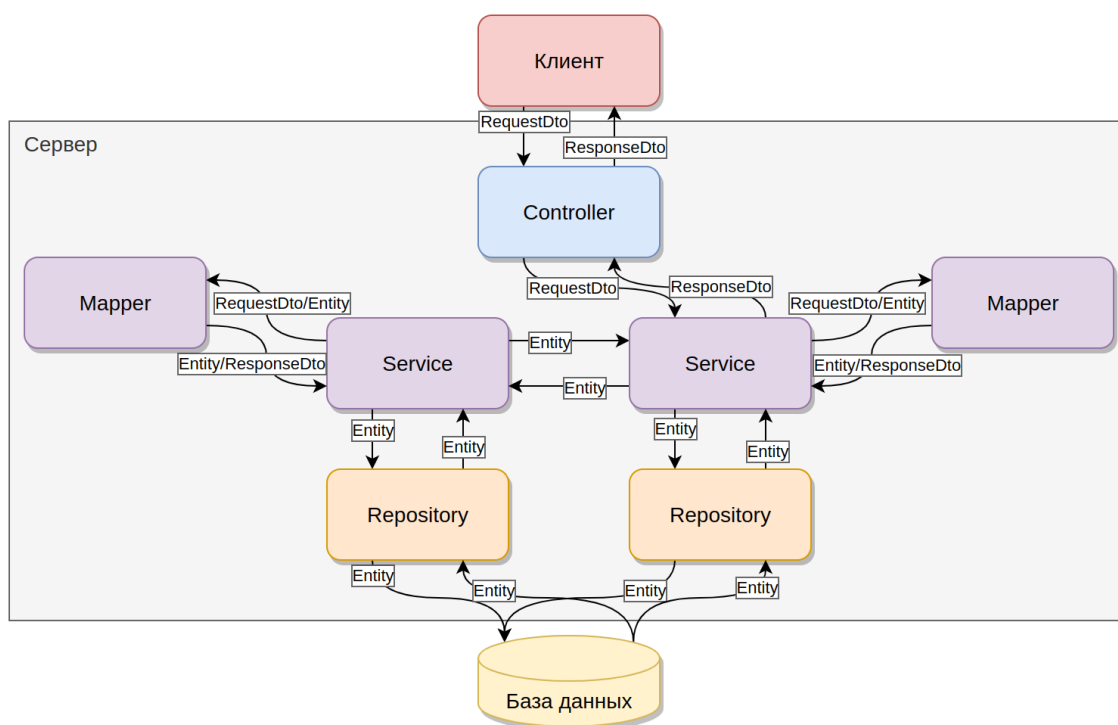 Клиент
RequestDto
ResponseDto
Сервер
Controller
RequestDto
ResponseDto
Mapper
RequestDto/Entity
Entity/ResponseDto
Service
Entity
Entity
Service
RequestDto/Entity
Entity/ResponseDto
Mapper
Entity
Entity
Entity
Entity
Repository
Repository
Entity
Entity
Entity
Entity
База данных